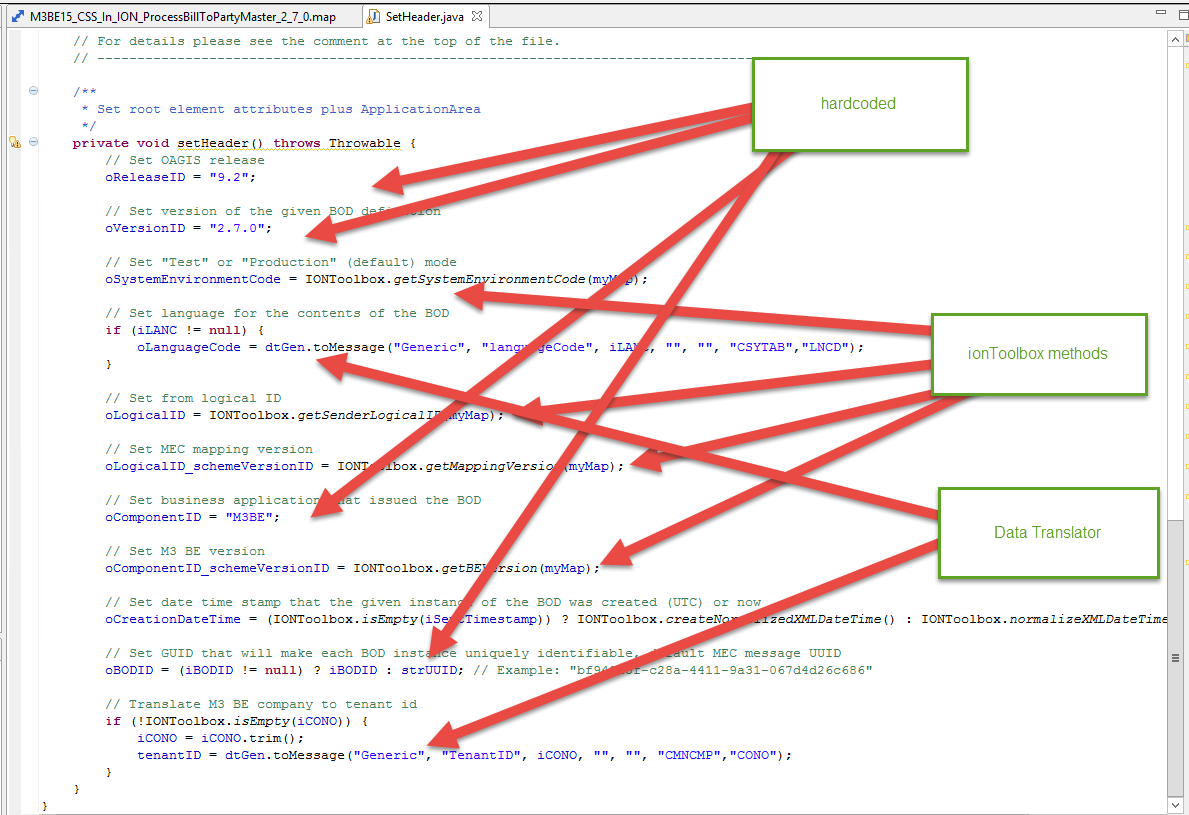 M3BE15_CSS_In_ION_ProcessBillToPartyMaster_2_7_0.map
SetHeader.java
// For details please see the comment at the top of the file.
// ----------------------------------------------------------------------------------
/**
* Set root element attributes plus ApplicationArea
*/
private void setHeader() throws Throwable {
// Set OAGIS release
oReleaseID = "9.2";
// Set version of the given BOD definition
oVersionID = "2.7.0";
// Set "Test" or "Production" (default) mode
oSystemEnvironmentCode = IONToolbox.getSystemEnvironmentCode(myMap);
// Set language for the contents of the BOD
if (iLANC != null) {
oLanguageCode = dtGen.toMessage("Generic", "languageCode", iLANC, "", "", "CSYTAB","LNCD");
}
// Set from logical ID
oLogicalID = IONToolbox.getSenderLogicalID(myMap);
// Set MEC mapping version
oLogicalID_schemeVersionID = IONToolbox.getMappingVersion(myMap);
// Set business application that issued the BOD
oComponentID = "M3BE";
// Set M3 BE version
oComponentID_schemeVersionID = IONToolbox.getBEVersion(myMap);
// Set date time stamp that the given instance of the BOD was created (UTC) or now
oCreationDateTime = (IONToolbox.isEmpty(iSentTimestamp)) ? IONToolbox.createNormalizedXMLDateTime() : IONToolbox.normalizeXMLDateTime
// Set GUID that will make each BOD instance uniquely identifiable, default MEC message UUID
oBODID = (iBODID != null) ? iBODID : strUUID; // Example: -c28a-4411-9a31-067d4d26c686"
// Translate M3 BE company to tenant id
if (!IONToolbox.isEmpty(iCONO)) {
iCONO = iCONO.trim();
tenantID = dtGen.toMessage("Generic", "TenantID", iCONO, "", "", "CMNCMP","CONO");
}
}
}
hardcoded
ionToolbox methods
Data Translator